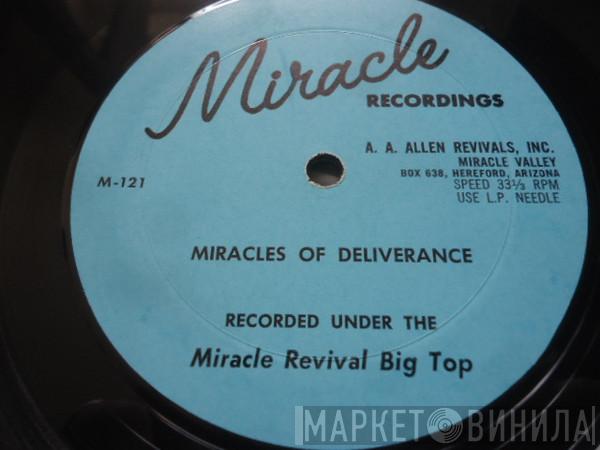 Miracle
RECORDINGS
A. A. ALLEN REVIVALS, INC.
MIRACLE VALLEY
BOX 638, HEREFORD, ARIZONA
SPEED 33⅓ RPM
USE L.P. NEEDLE
M-121
MIRACLES OF DELIVERANCE
RECORDED UNDER THE
Miracle Revival Big Top
МАРКЕТ ВИНИЛА